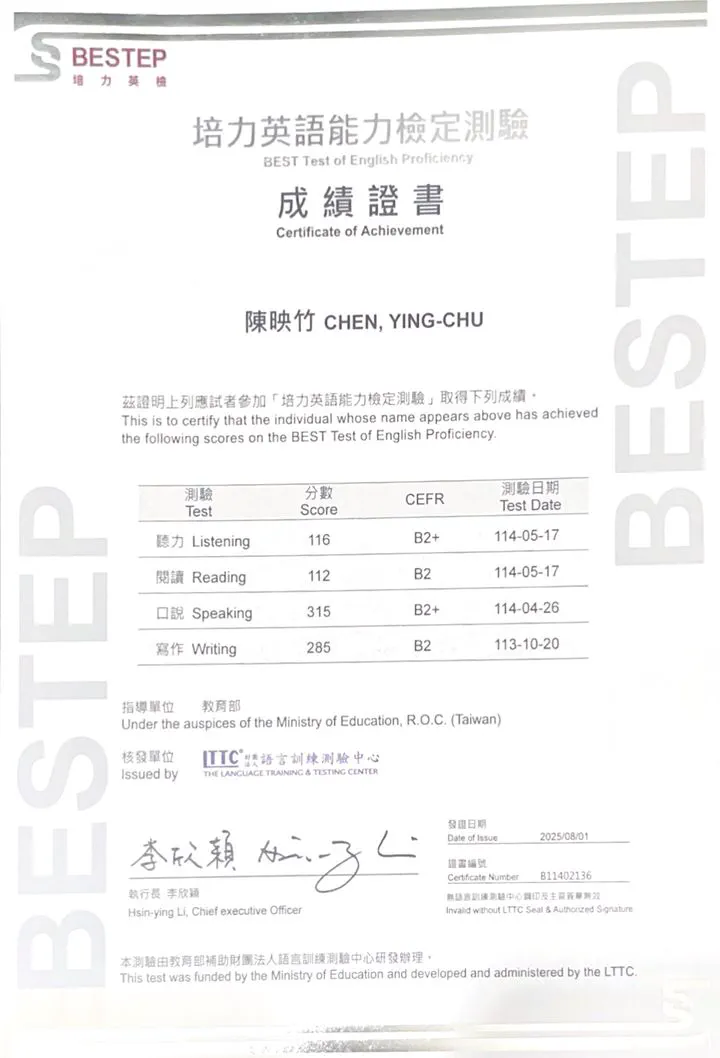 BESTEP
培力英檢
培力英語能力檢定測驗
BEST Test of English Proficiency
成績證書
Certificate of Achievement
陳映竹 CHEN, YING-CHU
茲證明上列應試者參加「培力英語能力檢定測驗」取得下列成績。
This is to certify that the individual whose name appears above has achieved
the following scores on the BEST Test of English Proficiency.
測驗 分數 CEFR 測驗日期
Test Score Test Date
聽力 Listening 116 B2+ 114-05-17
閱讀 Reading 112 B2 114-05-17
口說 Speaking 315 B2+ 114-04-26
寫作 Writing 285 B2 113-10-20
指導單位 教育部
Under the auspices of the Ministry of Education, R.O.C. (Taiwan)
核發單位
Issued by
LTTC® 財團法人 語言訓練測驗中心
THE LANGUAGE TRAINING & TESTING CENTER
發證日期
Date of Issue 2025/08/01
證書編號
Certificate Number B11402136
無語言訓練測驗中心鋼印及主管簽章無效
Invalid without LTTC Seal & Authorized Signature
李欣穎
執行長 李欣穎
Hsin-ying Li, Chief executive Officer
本測驗由教育部補助財團法人語言訓練測驗中心研發辦理。
This test was funded by the Ministry of Education and developed and administered by the LTTC.
BESTEP
BESTEP